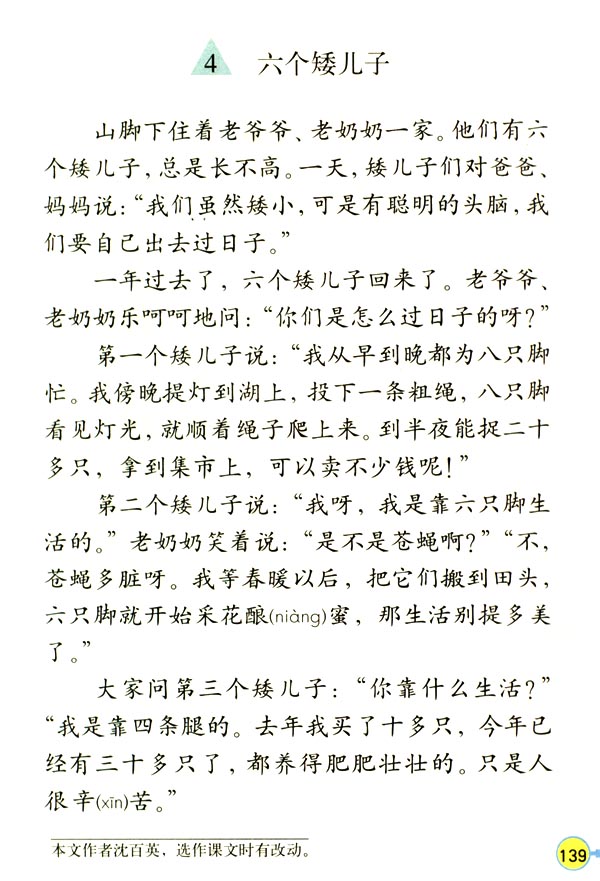 4 六个矮儿子
山脚下住着老爷爷、老奶奶一家。他们有六
个矮儿子，总是长不高。一天，矮儿子们对爸爸、
妈妈说：“我们虽然矮小，可是有聪明的头脑，我
们要自己出去过日子。”
一年过去了，六个矮儿子回来了。老爷爷、
老奶奶乐呵呵地问：“你们是怎么过日子的呀？”
第一个矮儿子说：“我从早到晚都为八只脚
忙。我傍晚提灯到湖上，投下一条粗绳，八只脚
看见灯光，就顺着绳子爬上来。到半夜能捉二十
多只，拿到集市上，可以卖不少钱呢！”
第二个矮儿子说：“我呀，我是靠六只脚生
活的。”老奶奶笑着说：“是不是苍蝇啊？”“不，
苍蝇多脏呀。我等春暖以后，把它们搬到田头，
六只脚就开始采花酿(niàng)蜜，那生活别提多美
了。”
大家问第三个矮儿子：“你靠什么生活？”
“我是靠四条腿的。去年我买了十多只，今年已
经有三十多只了，都养得肥肥壮壮的。只是人
很辛(xīn)苦。”
本文作者沈百英，选作课文时有改动。
139